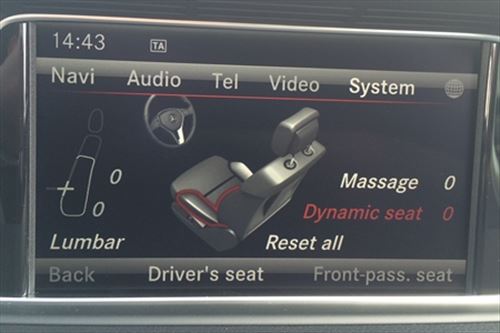 14:43 TA
Navi Audio Tel Video System
0
Massage 0
0
Dynamic seat 0
Lumbar Reset all
Back Driver's seat Front-pass. seat